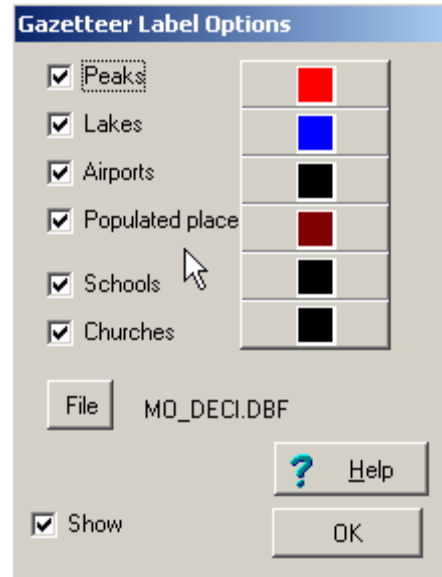 Gazetteer Label Options
Peaks
Lakes
Airports
Populated place
Schools
Churches
File MO_DECI.DBF
? Help
Show OK